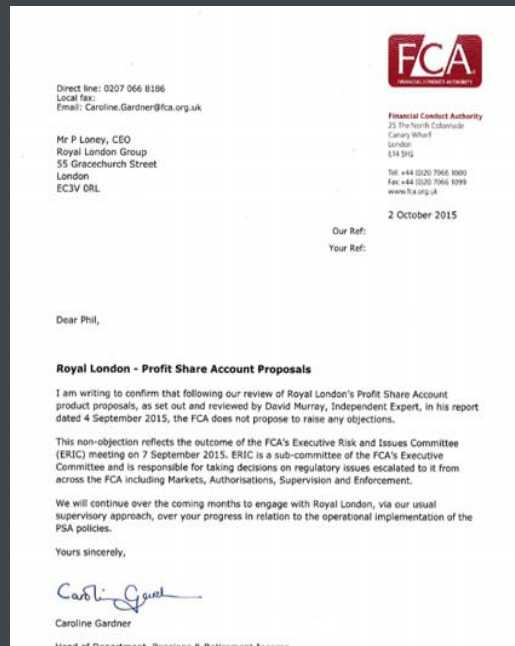 FCA
FINANCIAL CONDUCT AUTHORITY
Direct line: 0207 066 8186
Local fax:
Email: Caroline.Gardner@fca.org.uk
Financial Conduct Authority
25 The North Colonnade
Canary Wharf
London
E14 5HS
Tel: +44 (0)20 7066 1000
Fax: +44 (0)20 7066 1099
www.fca.org.uk
Mr P Loney, CEO
Royal London Group
55 Gracechurch Street
London
EC3V 0RL
2 October 2015
Our Ref:
Your Ref:
Dear Phil,
Royal London - Profit Share Account Proposals
I am writing to confirm that following our review of Royal London's Profit Share Account
product proposals, as set out and reviewed by David Murray, Independent Expert, in his report
dated 4 September 2015, the FCA does not propose to raise any objections.
This non-objection reflects the outcome of the FCA's Executive Risk and Issues Committee
(ERIC) meeting on 7 September 2015. ERIC is a sub-committee of the FCA's Executive
Committee and is responsible for taking decisions on regulatory issues escalated to it from
across the FCA including Markets, Authorisations, Supervision and Enforcement.
We will continue over the coming months to engage with Royal London, via our usual
supervisory approach, over your progress in relation to the operational implementation of the
PSA policies.
Yours sincerely,
Caroline Gardner
Head of Department, Pensions & Retirement Income